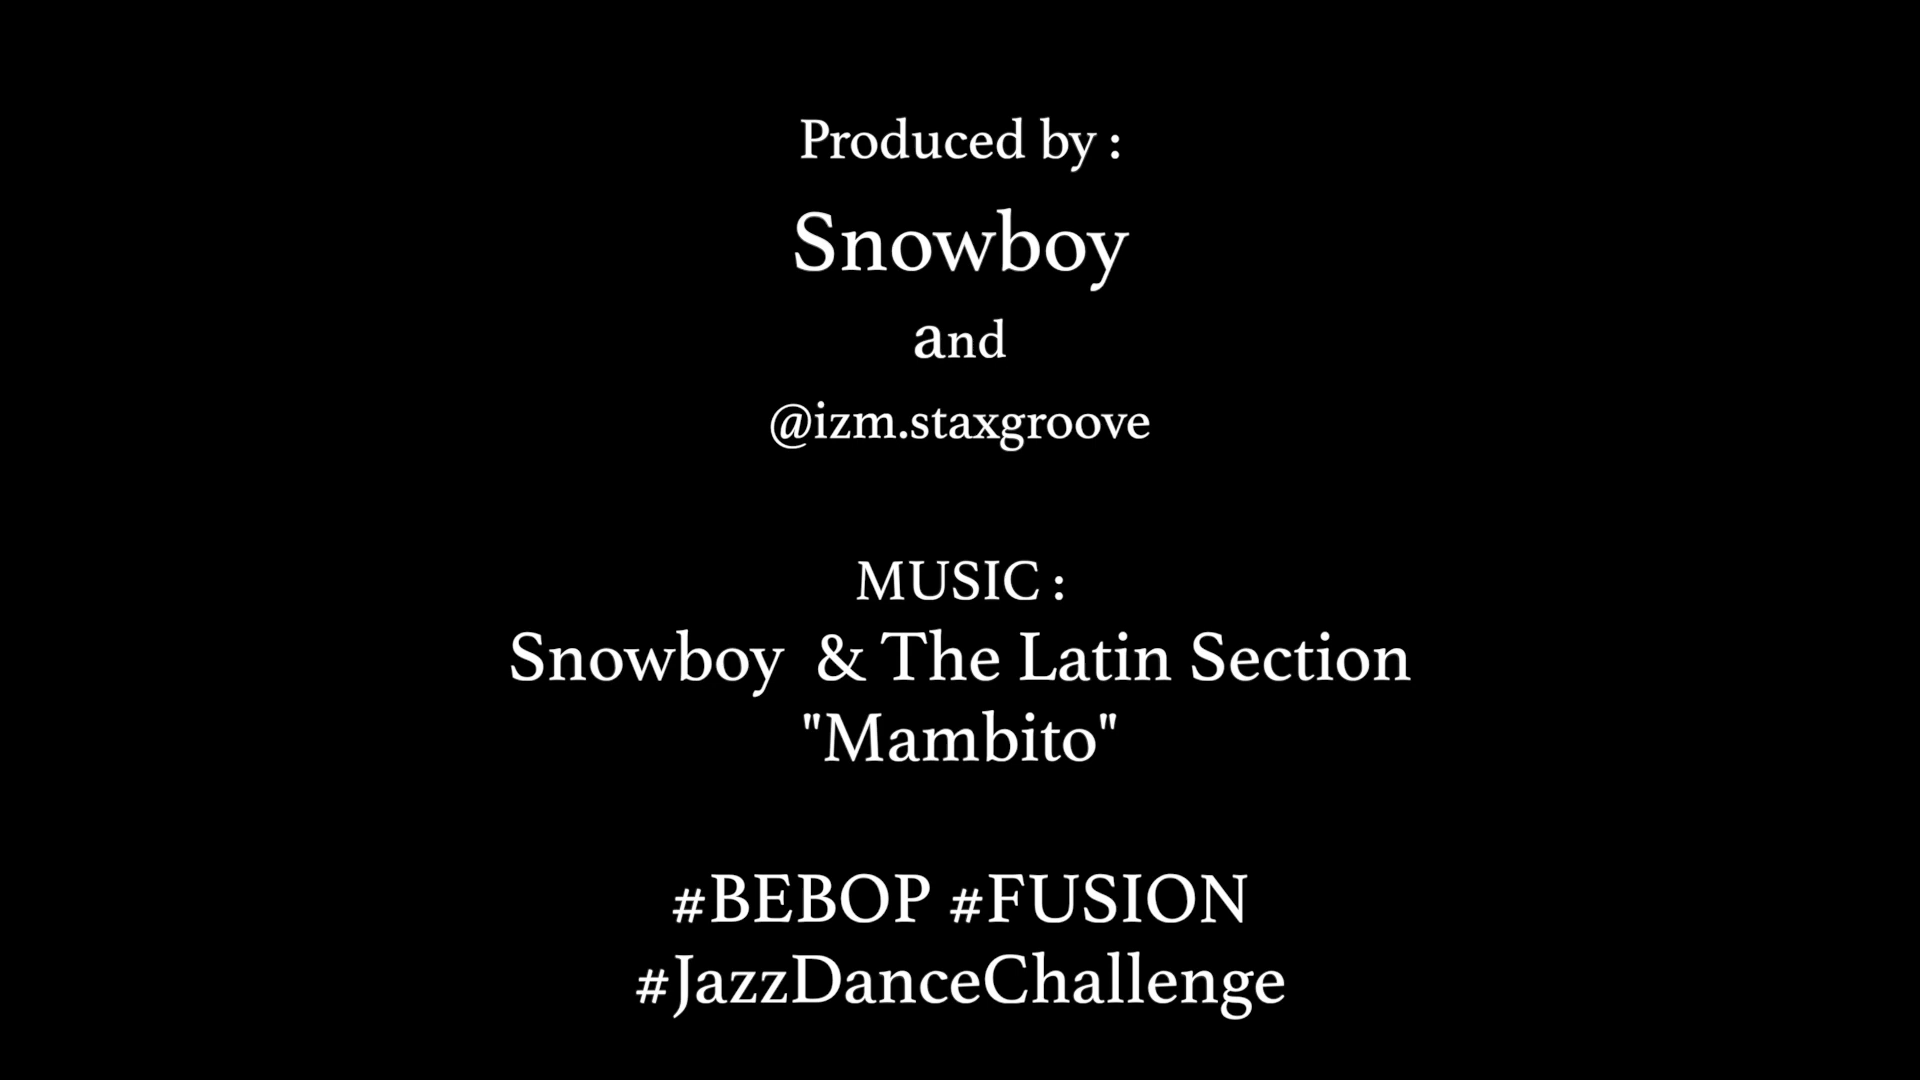 Produced by :
Snowboy
and
@izm.staxgroove
MUSIC :
Snowboy  & The Latin Section
"Mambito"
#BEBOP #FUSION
#JazzDanceChallenge